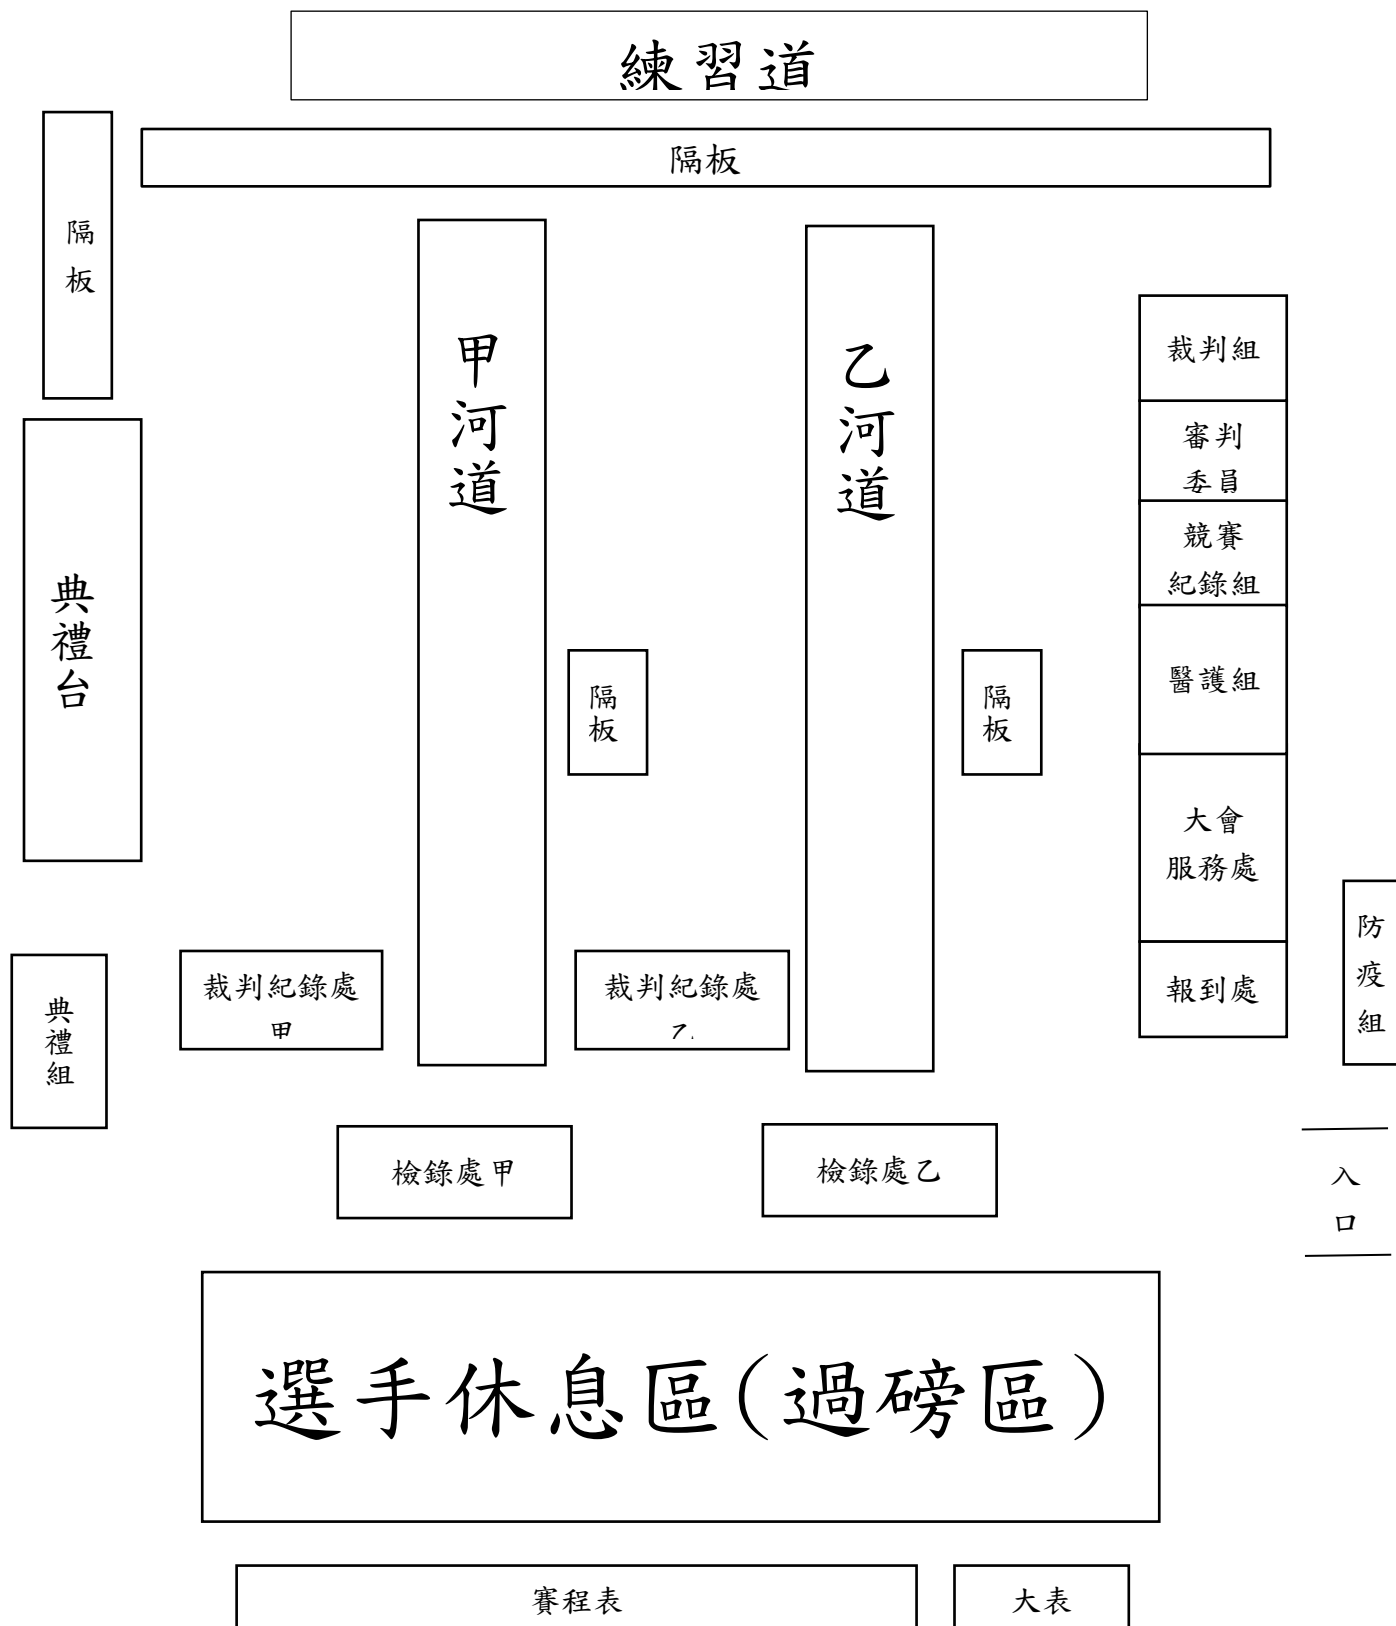 練習道
隔板
隔
板
甲
河
道
乙
河
道
裁判組
審判
委員
競賽
紀錄組
典
禮
台
隔
板
隔
板
醫護組
大會
服務處
防
疫
組
裁判紀錄處
甲
裁判紀錄處
乙
報到處
典
禮
組
檢錄處甲
檢錄處乙
入
口
選手休息區(過磅區)
賽程表
大表